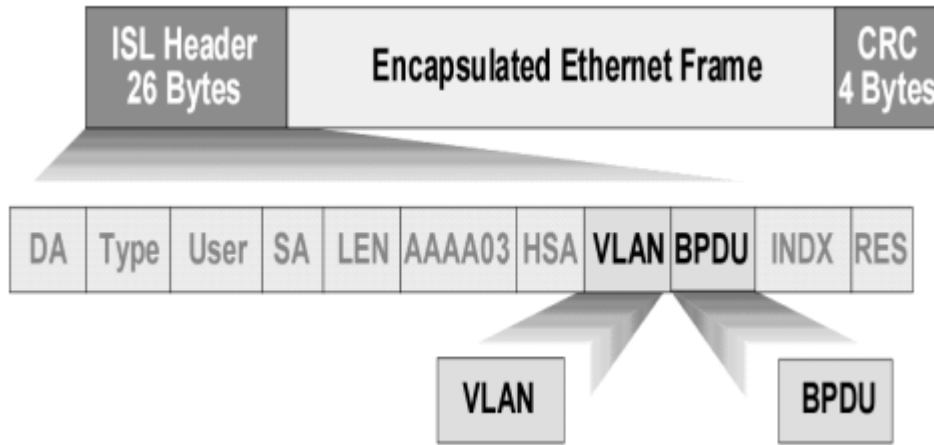 ISL Header
26 Bytes
Encapsulated Ethernet Frame
CRC
4 Bytes
DA Type User SA LEN AAAA03 HSA VLAN BPDU INDX RES
VLAN
BPDU